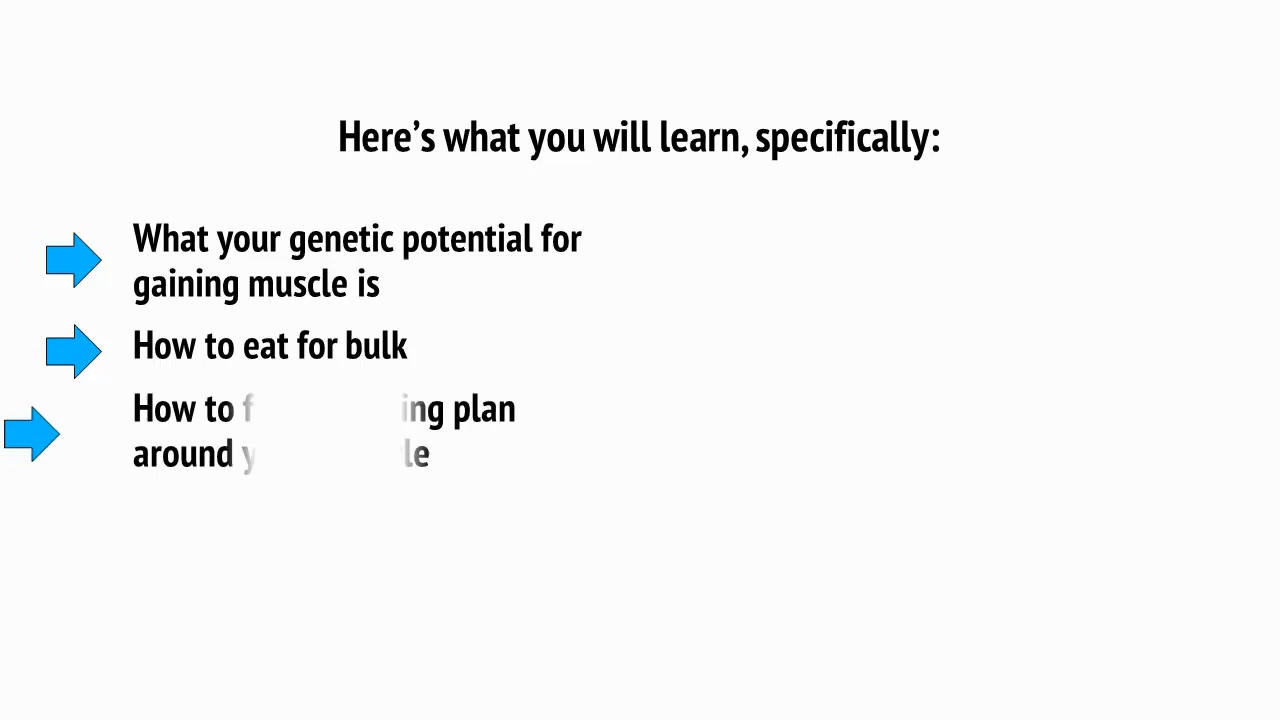 Here’s what you will learn, specifically:
What your genetic potential for
gaining muscle is
How to eat for bulk
How to plan
around